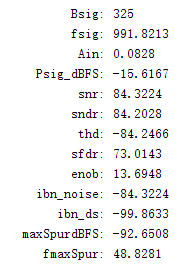 Bsig: 325
fsig: 991.8213
Ain: 0.0828
Psig_dBFS: -15.6167
snr: 84.3224
sndr: 84.2028
thd: -84.2466
sfdr: 73.0143
enob: 13.6948
ibn_noise: -84.3224
ibn_ds: -99.8633
maxSpurdBFS: -92.6508
fmaxSpur: 48.8281